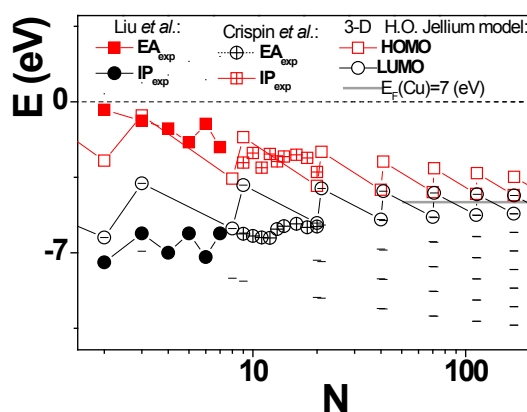 Liu et al.: Crispin et al.: 3-D H.O. Jellium model:
EAexp EAexp HOMO
IPexp IPexp LUMO
EF(Cu)=7 (eV)
E (eV)
0
-7
10 100
N